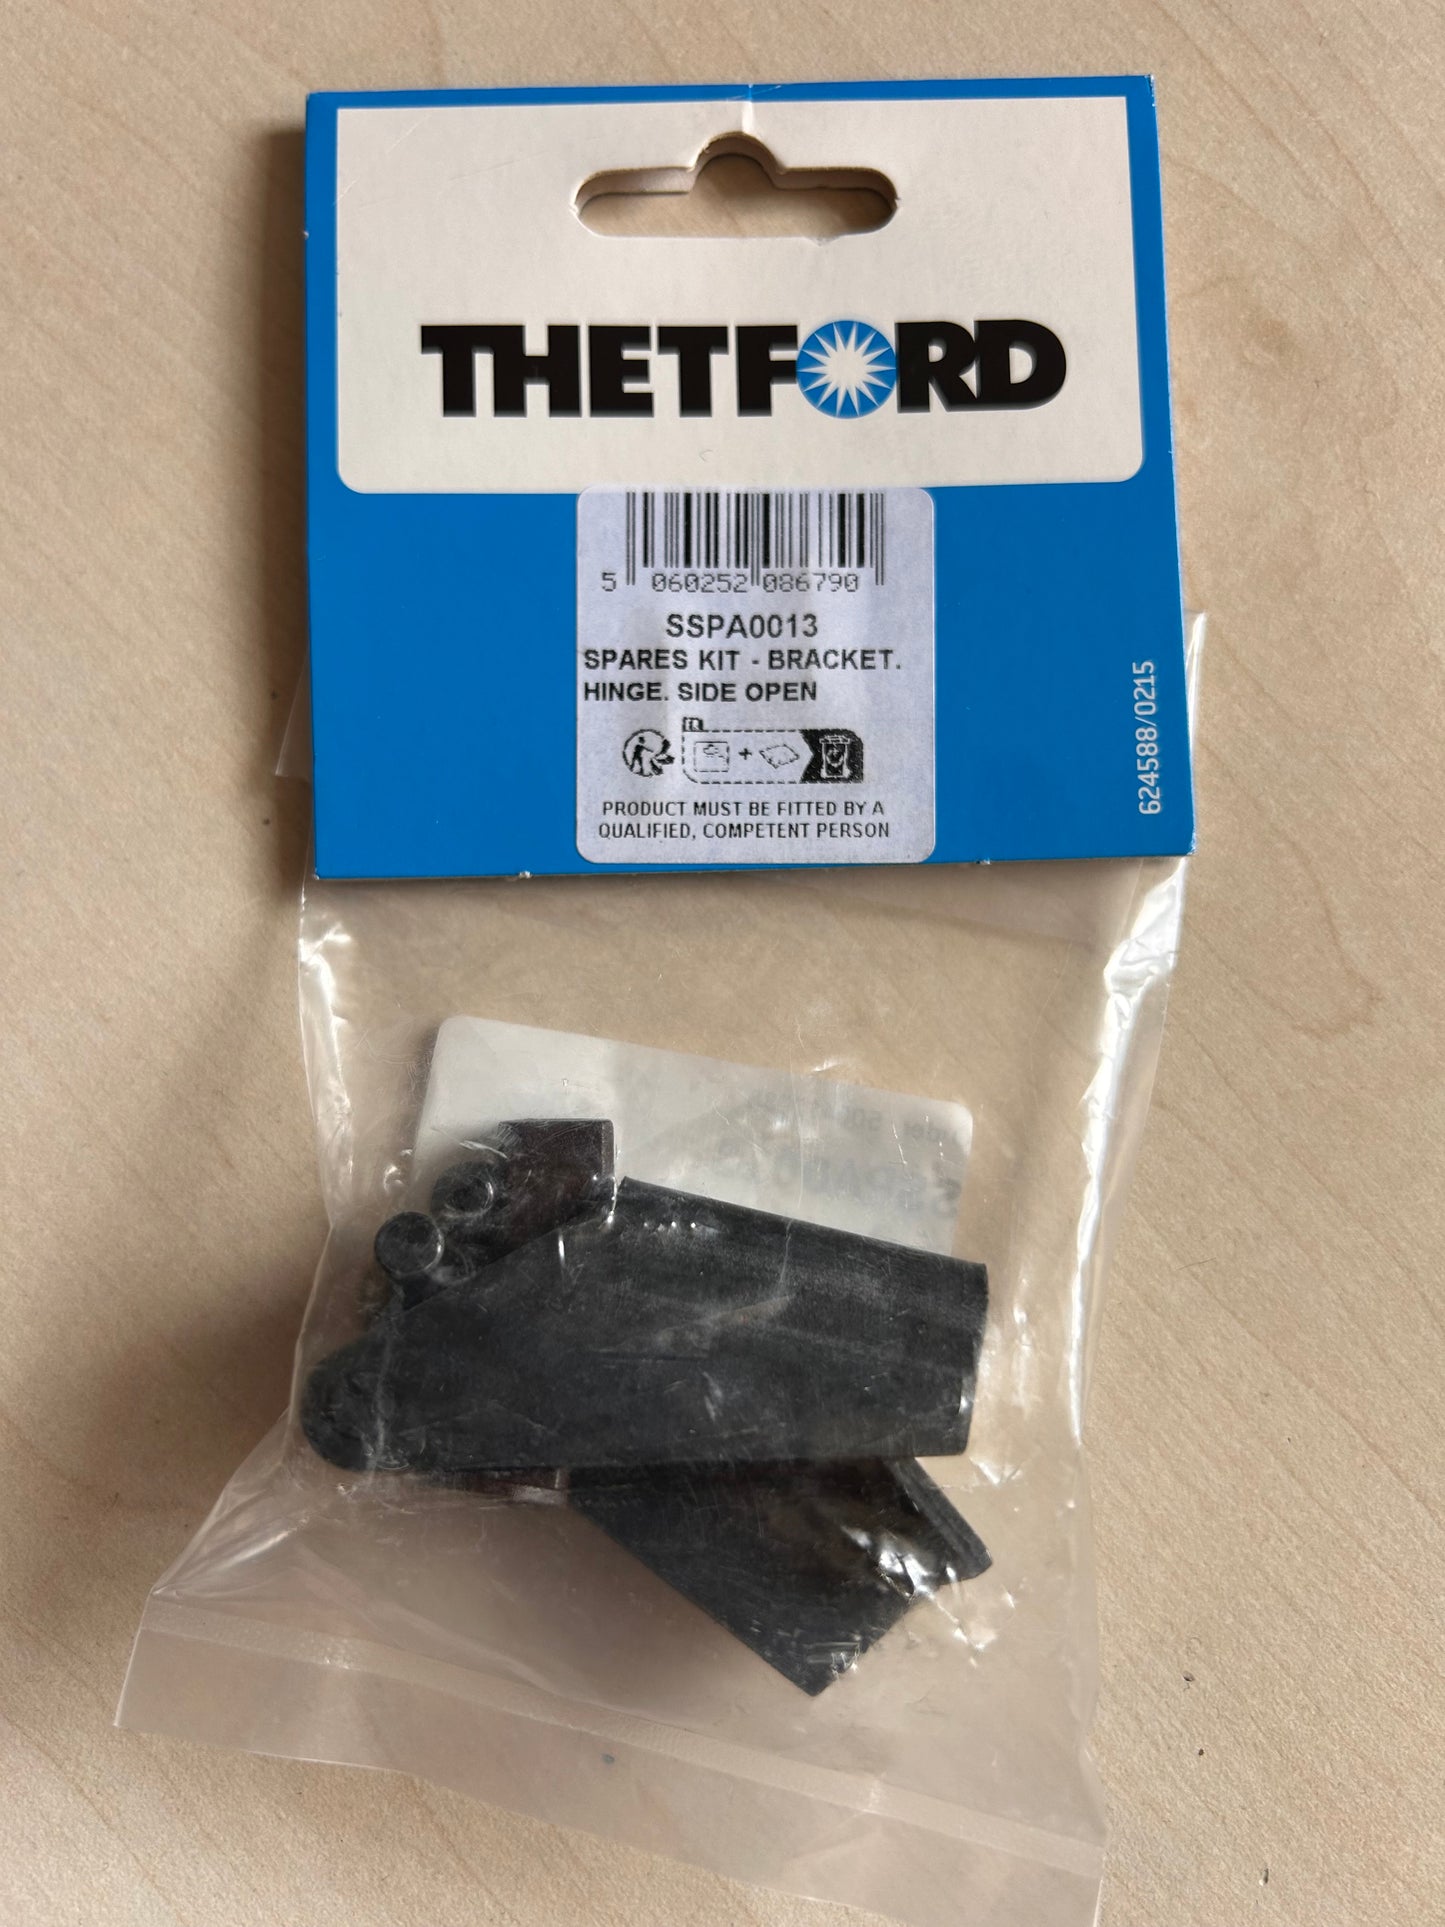 THETFORD
5 060252 086790
SSPA0013
SPARES KIT - BRACKET.
HINGE. SIDE OPEN
FR
+
PRODUCT MUST BE FITTED BY A
QUALIFIED, COMPETENT PERSON
624588/0215